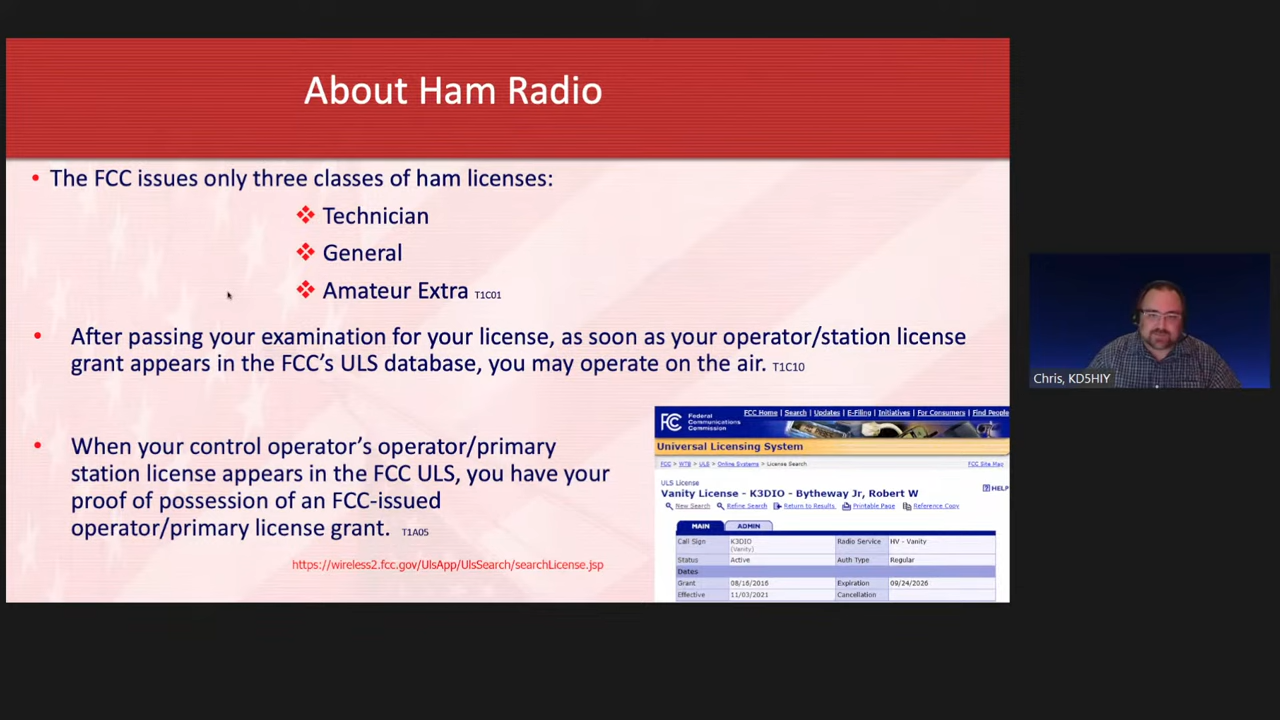 About Ham Radio
• The FCC issues only three classes of ham licenses:
❖ Technician
❖ General
❖ Amateur Extra T1C01
• After passing your examination for your license, as soon as your operator/station license
grant appears in the FCC's ULS database, you may operate on the air. T1C10
• When your control operator's operator/primary
station license appears in the FCC ULS, you have your
proof of possession of an FCC-issued
operator/primary license grant. T1A05
https://wireless2.fcc.gov/UlsApp/UlsSearch/searchLicense.jsp
FCC Federal Communications Commission
FCC Home | Search | Updates | E-Filing | Initiatives | For Consumers | Find People
Universal Licensing System
FCC > WTB > ULS > Online Systems > License Search
FCC Site Map
ULS License
Vanity License - K3DIO - Bytheway Jr, Robert W
? HELP
New Search Refine Search Return to Results Printable Page Reference Copy
MAIN ADMIN
Call Sign K3DIO (Vanity) Radio Service HV - Vanity
Status Active Auth Type Regular
Dates
Grant 08/16/2016 Expiration 09/24/2026
Effective 11/03/2021 Cancellation
Chris, KD5HIY